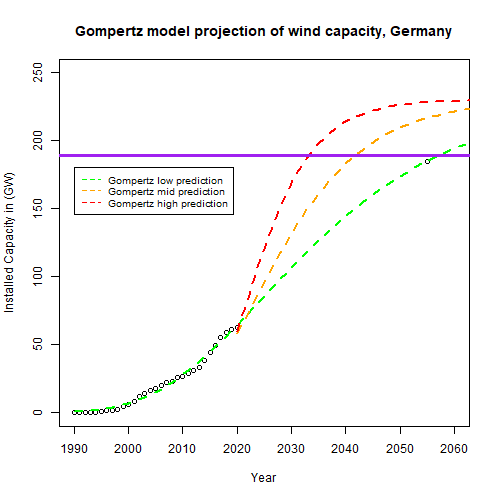 Gompertz model projection of wind capacity, Germany
250
200
150
100
50
0
Installed Capacity in (GW)
Gompertz low prediction
Gompertz mid prediction
Gompertz high prediction
1990 2000 2010 2020 2030 2040 2050 2060
Year